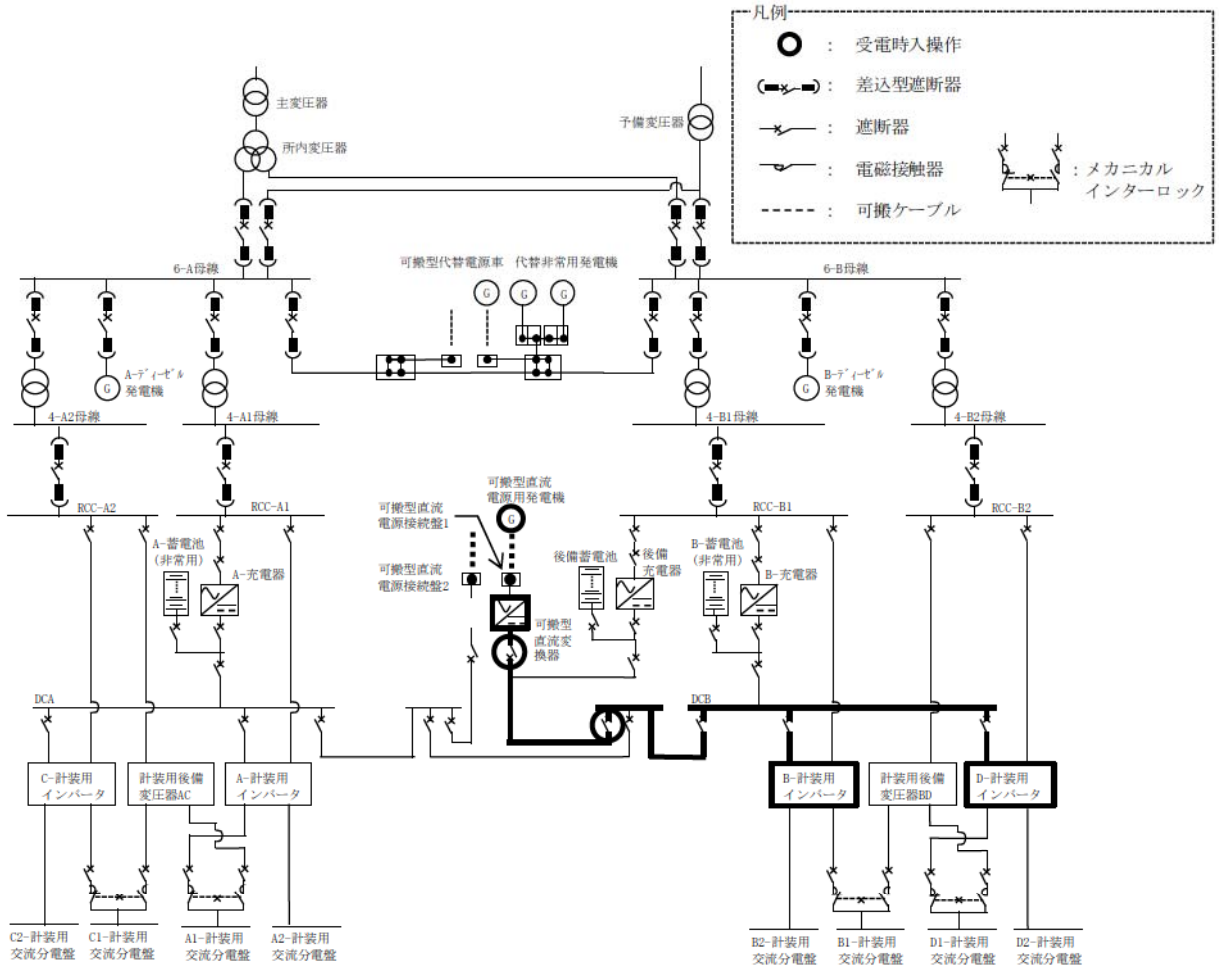 凡例
： 受電時入操作
： 差込型遮断器
： 遮断器
： 電磁接触器
： メカニカル
インターロック
： 可搬ケーブル
主変圧器
所内変圧器
予備変圧器
6-A母線
可搬型代替電源車
代替非常用発電機
6-B母線
G
G
G
A-ディーゼル
発電機
G
B-ディーゼル
発電機
G
4-A2母線
4-A1母線
4-B1母線
4-B2母線
可搬型直流
電源用発電機
G
可搬型直流
電源接続盤1
可搬型直流
電源接続盤2
RCC-A2
RCC-A1
RCC-B1
RCC-B2
A-蓄電池
(非常用)
A-充電器
後備蓄電池
後備
充電器
B-蓄電池
(非常用)
B-充電器
可搬型
直流変
換器
DCA
DCB
C-計装用
インバータ
計装用後備
変圧器AC
A-計装用
インバータ
B-計装用
インバータ
計装用後備
変圧器BD
D-計装用
インバータ
C2-計装用
交流分電盤
C1-計装用
交流分電盤
A1-計装用
交流分電盤
A2-計装用
交流分電盤
B2-計装用
交流分電盤
B1-計装用
交流分電盤
D1-計装用
交流分電盤
D2-計装用
交流分電盤